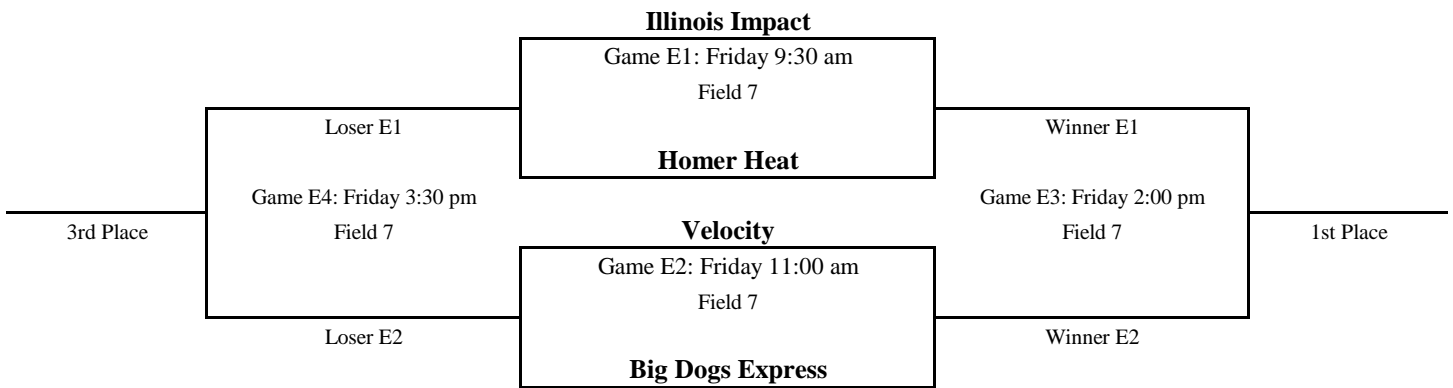 Illinois Impact
Game E1: Friday 9:30 am
Field 7
Loser E1
Winner E1
Homer Heat
Game E4: Friday 3:30 pm
Game E3: Friday 2:00 pm
3rd Place
Field 7
Velocity
Field 7
1st Place
Game E2: Friday 11:00 am
Field 7
Loser E2
Winner E2
Big Dogs Express